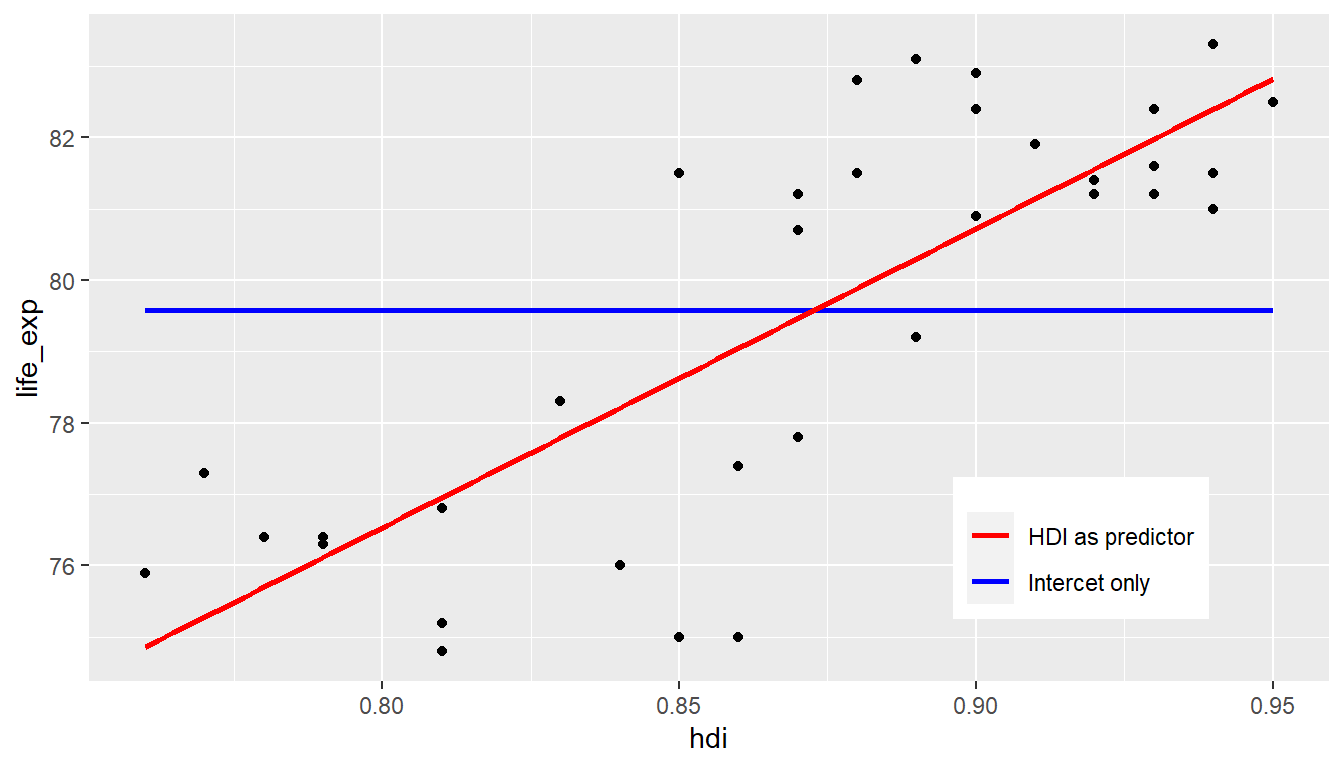 life_exp
82
80
78
76
HDI as predictor
Intercet only
0.80 0.85 0.90 0.95
hdi